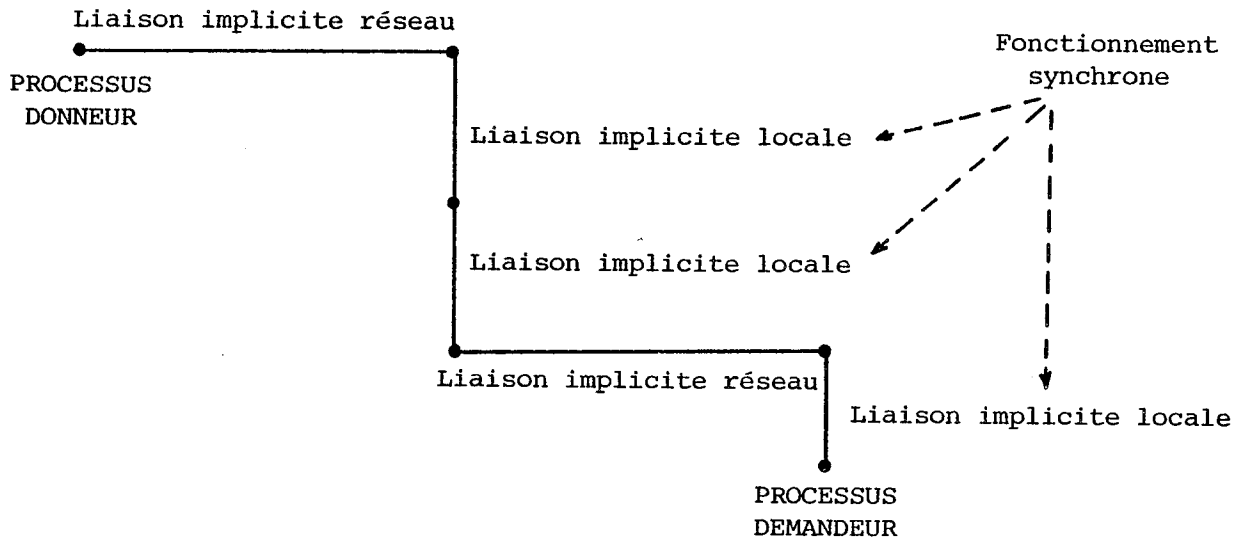 Liaison implicite réseau
PROCESSUS
DONNEUR
Fonctionnement
synchrone
Liaison implicite locale
Liaison implicite locale
Liaison implicite réseau
Liaison implicite locale
PROCESSUS
DEMANDEUR